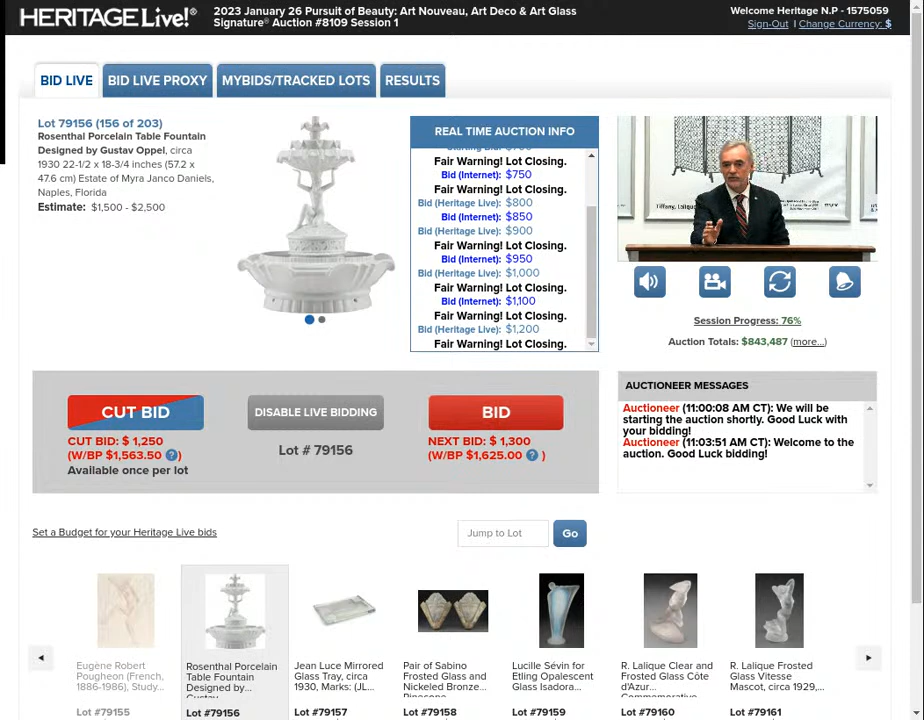 HERITAGE Live!®
2023 January 26 Pursuit of Beauty: Art Nouveau, Art Deco & Art Glass
Signature® Auction #8109 Session 1
Welcome Heritage N.P - 1575059
Sign-Out | Change Currency: $
BID LIVE
BID LIVE PROXY
MYBIDS/TRACKED LOTS
RESULTS
Lot 79156 (156 of 203)
Rosenthal Porcelain Table Fountain
Designed by Gustav Oppel, circa
1930 22-1/2 x 18-3/4 inches (57.2 x
47.6 cm) Estate of Myra Janco Daniels,
Naples, Florida
Estimate: $1,500 - $2,500
REAL TIME AUCTION INFO
Fair Warning! Lot Closing.
Bid (Internet): $750
Fair Warning! Lot Closing.
Bid (Heritage Live): $800
Bid (Internet): $850
Bid (Heritage Live): $900
Fair Warning! Lot Closing.
Bid (Internet): $950
Bid (Heritage Live): $1,000
Fair Warning! Lot Closing.
Bid (Internet): $1,100
Fair Warning! Lot Closing.
Bid (Heritage Live): $1,200
Fair Warning! Lot Closing.
Tiffany, Laliqu
Session Progress: 76%
Auction Totals: $843,487 (more...)
CUT BID
CUT BID: $ 1,250
(W/BP $1,563.50 ? )
Available once per lot
DISABLE LIVE BIDDING
Lot # 79156
BID
NEXT BID: $ 1,300
(W/BP $1,625.00 ? )
AUCTIONEER MESSAGES
Auctioneer (11:00:08 AM CT): We will be
starting the auction shortly. Good Luck with
your bidding!
Auctioneer (11:03:51 AM CT): Welcome to the
auction. Good Luck bidding!
Set a Budget for your Heritage Live bids
Jump to Lot
Go
Eugène Robert
Pougheon (French,
1886-1986), Study...
Lot #79155
Rosenthal Porcelain
Table Fountain
Designed by...
Gustav
Lot #79156
Jean Luce Mirrored
Glass Tray, circa
1930, Marks: (JL...
Lot #79157
Pair of Sabino
Frosted Glass and
Nickeled Bronze...
Pinecone
Lot #79158
Lucille Sévin for
Etling Opalescent
Glass Isadora...
Lot #79159
R. Lalique Clear and
Frosted Glass Côte
d'Azur...
Commemorative
Lot #79160
R. Lalique Frosted
Glass Vitesse
Mascot, circa 1929,...
Lot #79161